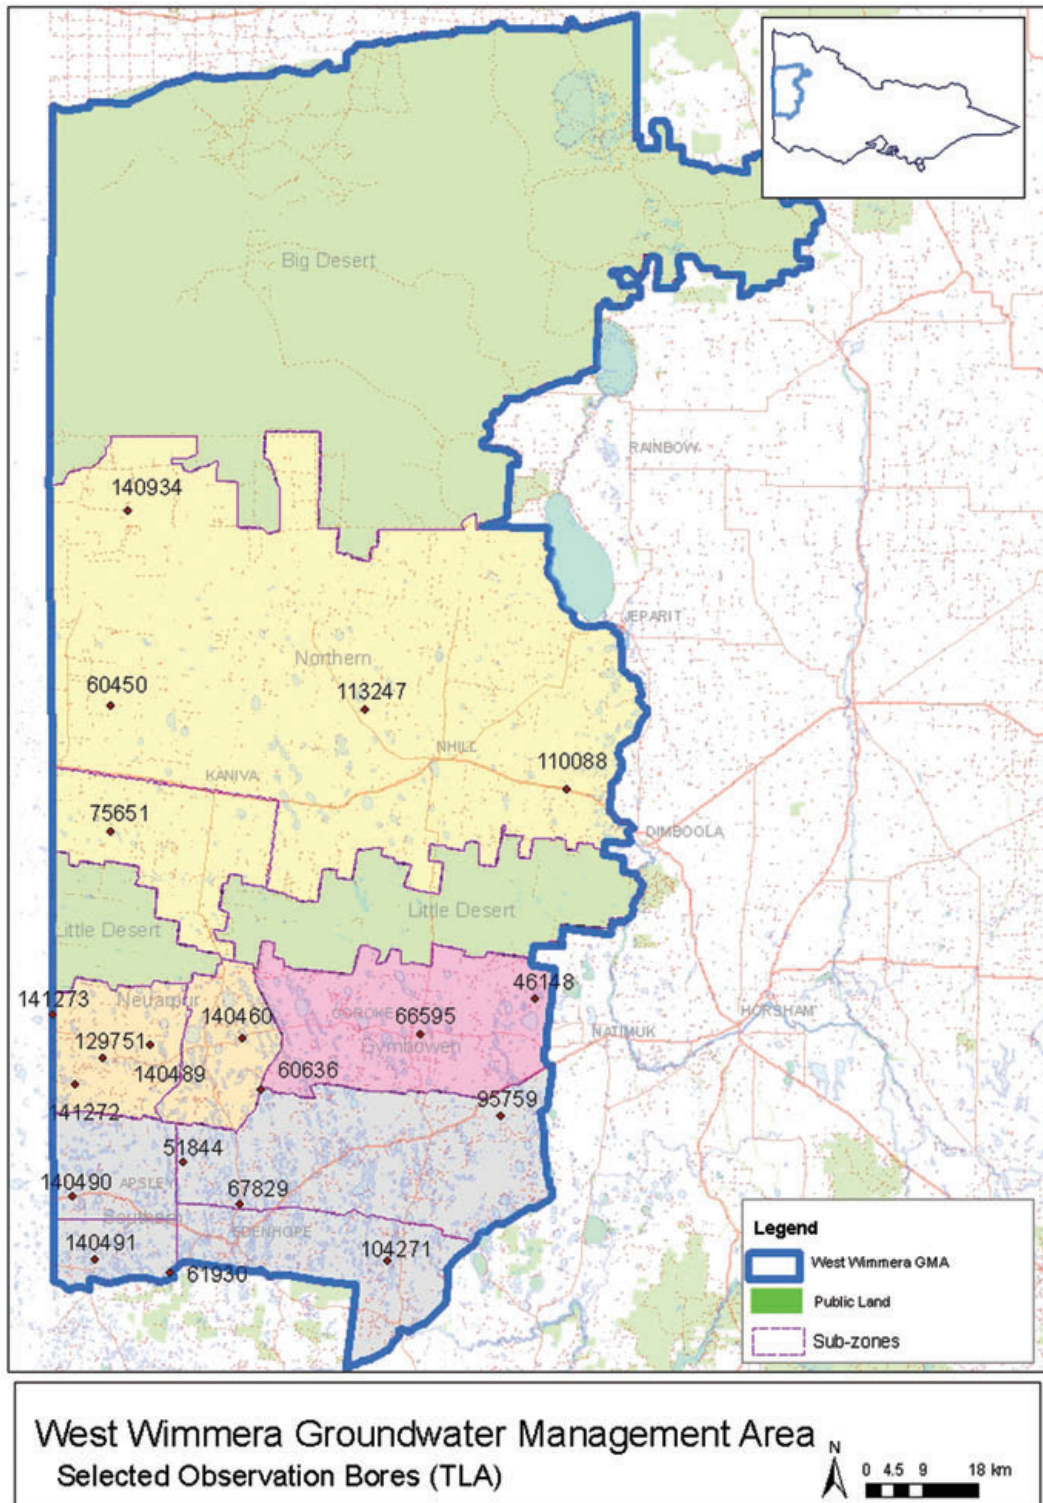 Big Desert
RAINBOW
140934
JEPARIT
Northern
60450
113247
NHILL
110088
KANIVA
75651
DIMBOOLA
Little Desert
Little Desert
46148
141273
Neuarpur
140460
GOROKE
66595
HORSHAM
NATIMUK
129751
Gymbowen
140489
60636
95759
141272
51844
140490
APSLEY
67829
Southern
EDENHOPE
140491
61930
104271
Legend
West Wimmera GMA
Public Land
Sub-zones
West Wimmera Groundwater Management Area
Selected Observation Bores (TLA)
N
0 4.5 9 18 km